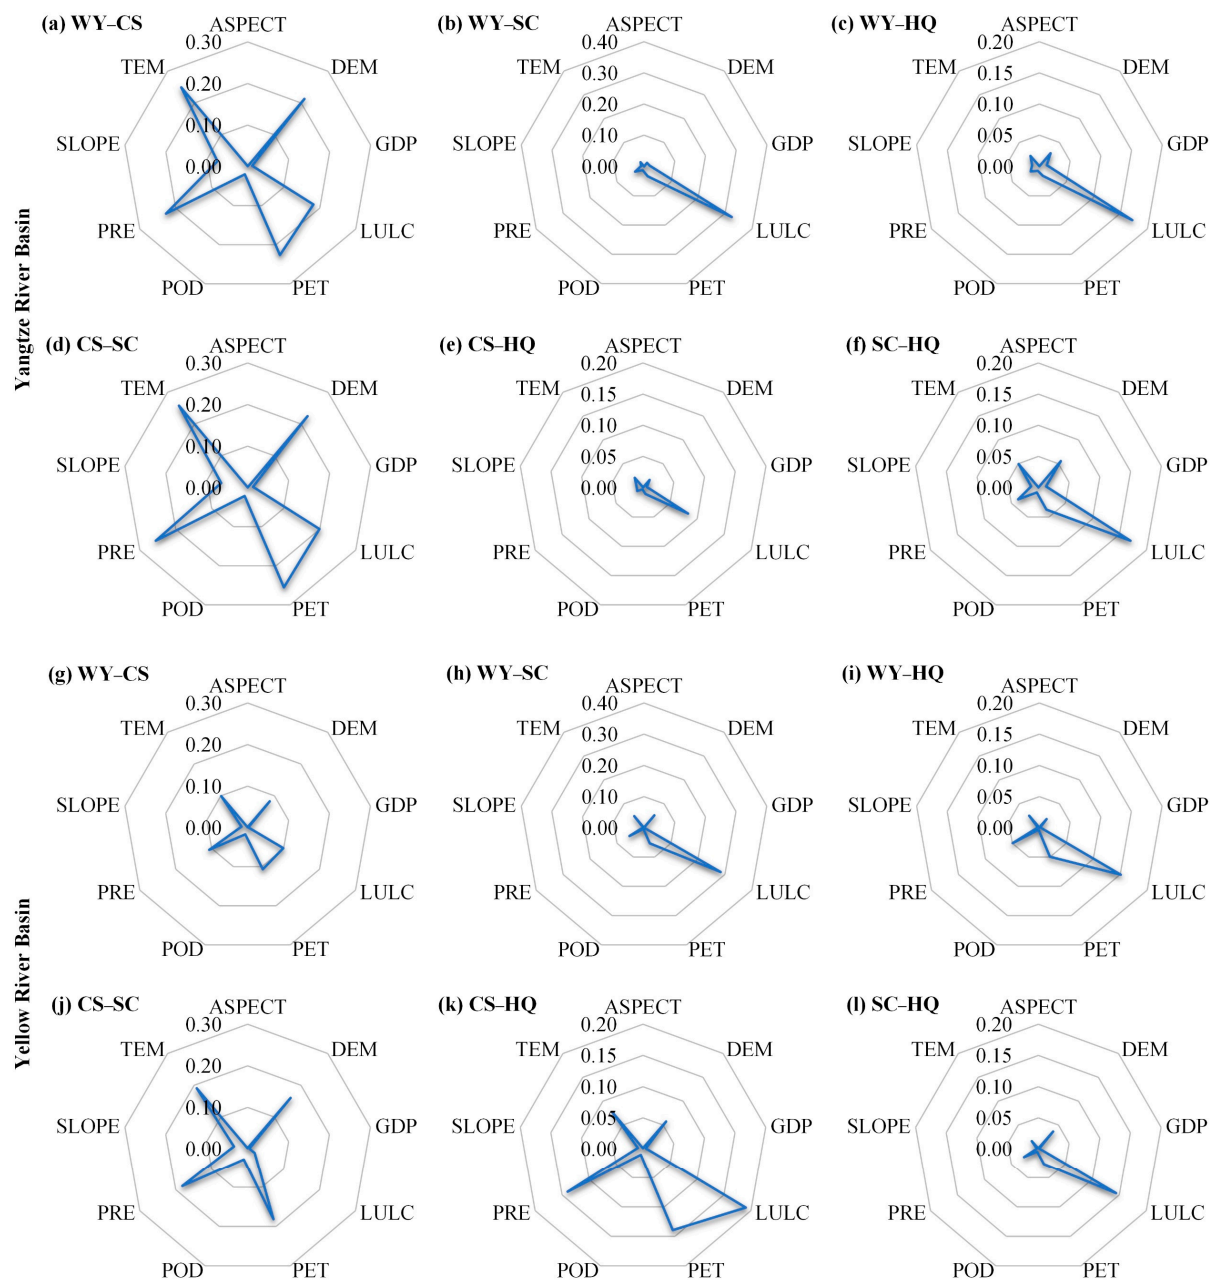 Yangtze River Basin
(a) WY–CS
ASPECT
0.30
TEM
DEM
0.20
0.10
SLOPE
GDP
0.00
PRE
LULC
POD
PET
(b) WY–SC
ASPECT
0.40
TEM
DEM
0.30
0.20
SLOPE
GDP
0.10
0.00
PRE
LULC
POD
PET
(c) WY–HQ
ASPECT
0.20
TEM
DEM
0.15
0.10
SLOPE
GDP
0.05
0.00
PRE
LULC
POD
PET
(d) CS–SC
ASPECT
0.30
TEM
DEM
0.20
0.10
SLOPE
GDP
0.00
PRE
LULC
POD
PET
(e) CS–HQ
ASPECT
0.20
TEM
DEM
0.15
0.10
SLOPE
GDP
0.05
0.00
PRE
LULC
POD
PET
(f) SC–HQ
ASPECT
0.20
TEM
DEM
0.15
0.10
SLOPE
GDP
0.05
0.00
PRE
LULC
POD
PET
Yellow River Basin
(g) WY–CS
ASPECT
0.30
TEM
DEM
0.20
0.10
SLOPE
GDP
0.00
PRE
LULC
POD
PET
(h) WY–SC
ASPECT
0.40
TEM
DEM
0.30
0.20
SLOPE
GDP
0.10
0.00
PRE
LULC
POD
PET
(i) WY–HQ
ASPECT
0.20
TEM
DEM
0.15
0.10
SLOPE
GDP
0.05
0.00
PRE
LULC
POD
PET
(j) CS–SC
ASPECT
0.30
TEM
DEM
0.20
0.10
SLOPE
GDP
0.00
PRE
LULC
POD
PET
(k) CS–HQ
ASPECT
0.20
TEM
DEM
0.15
0.10
SLOPE
GDP
0.05
0.00
PRE
LULC
POD
PET
(l) SC–HQ
ASPECT
0.20
TEM
DEM
0.15
0.10
SLOPE
GDP
0.05
0.00
PRE
LULC
POD
PET